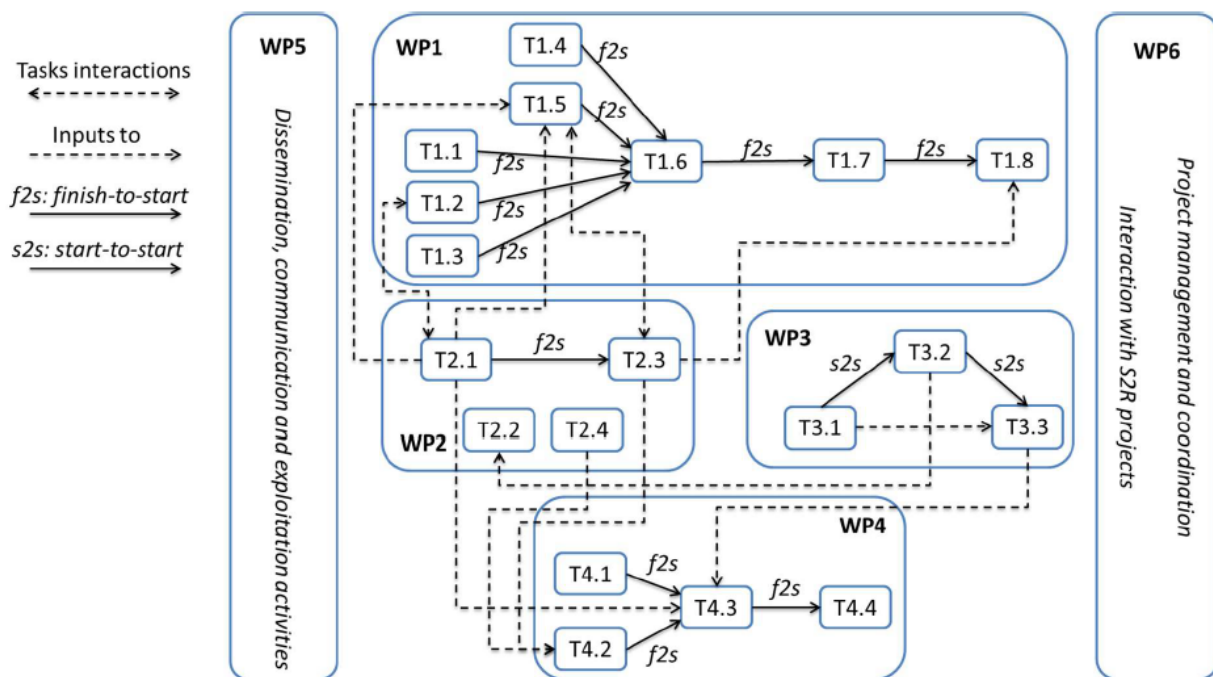 Tasks interactions
Inputs to
f2s: finish-to-start
s2s: start-to-start
WP5
Dissemination, communication and exploitation activities
WP1
T1.4
f2s
T1.5
f2s
T1.1
f2s
T1.6
f2s
T1.7
f2s
T1.8
T1.2
f2s
T1.3
f2s
T2.1
f2s
T2.3
T2.2
T2.4
WP2
WP3
T3.2
s2s
s2s
T3.1
T3.3
WP4
T4.1
f2s
T4.3
f2s
T4.4
T4.2
f2s
WP6
Project management and coordination
Interaction with S2R projects